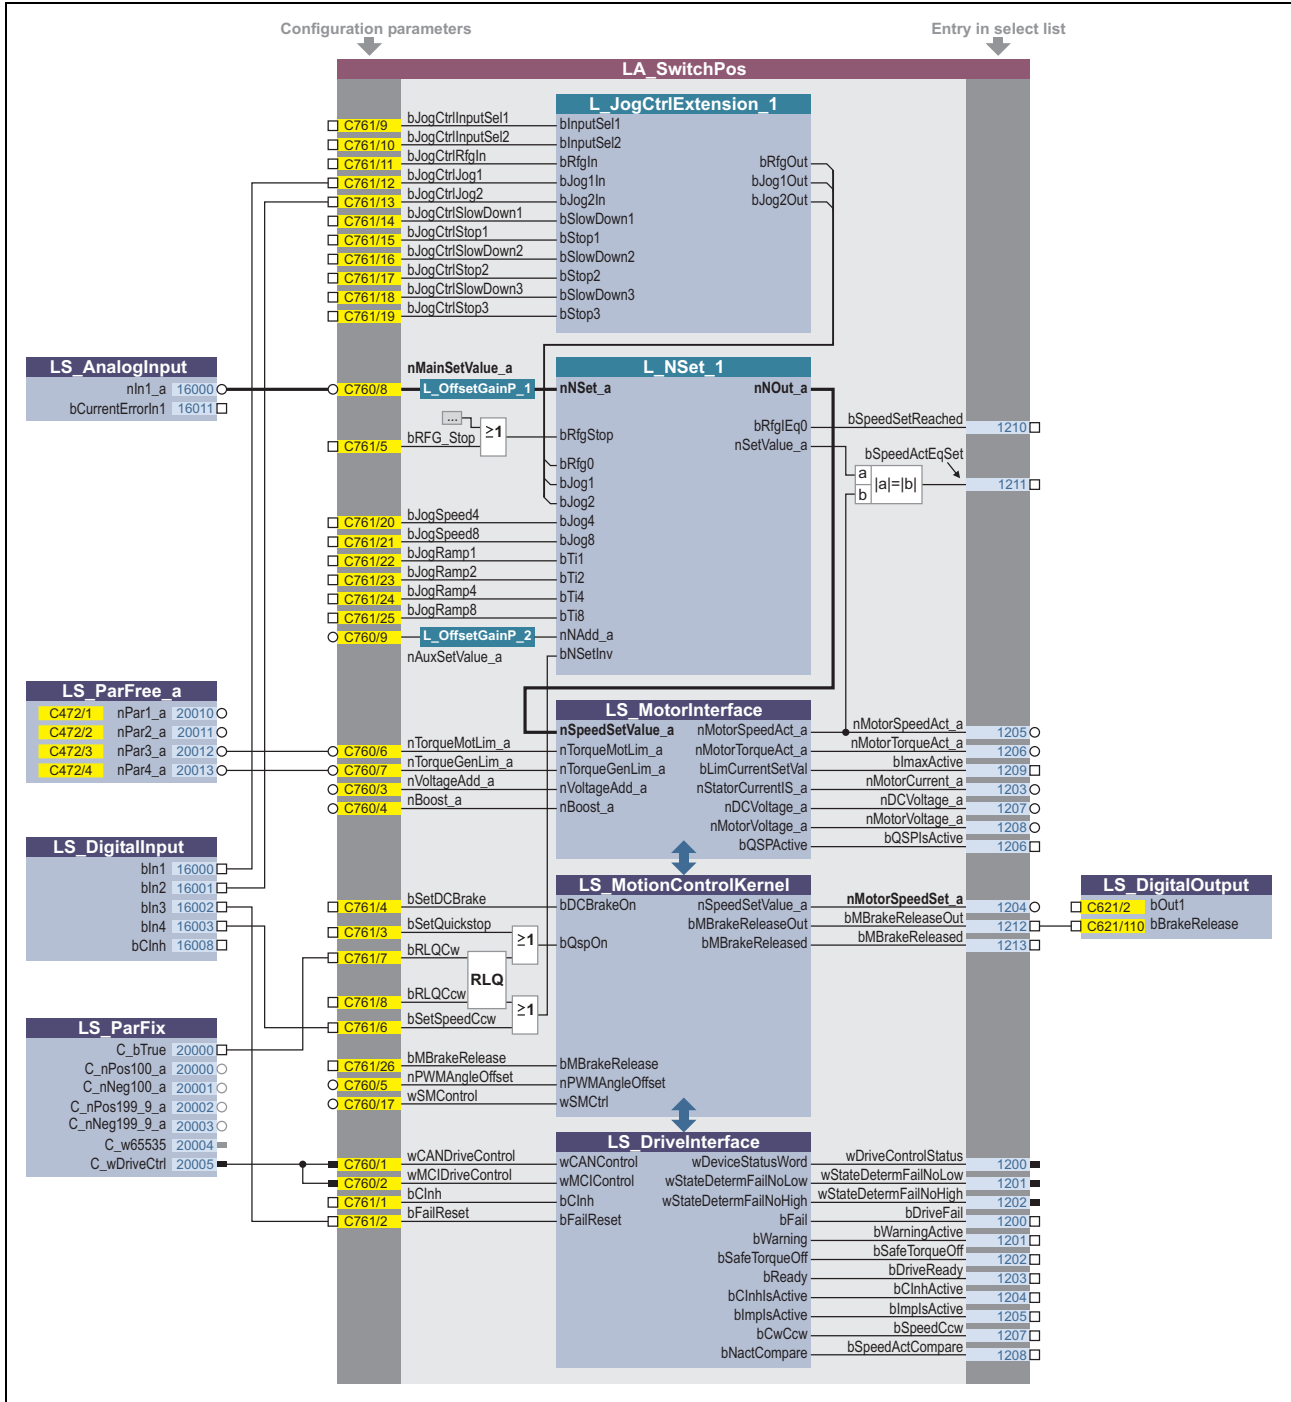 Configuration parameters
Entry in select list
LA_SwitchPos
L_JogCtrlExtension_1
C761/9 bJogCtrlInputSel1 bInputSel1
C761/10 bJogCtrlInputSel2 bInputSel2
C761/11 bJogCtrlRfgIn bRfgIn bRfgOut
C761/12 bJogCtrlJog1 bJog1In bJog1Out
C761/13 bJogCtrlJog2 bJog2In bJog2Out
C761/14 bJogCtrlSlowDown1 bSlowDown1
C761/15 bJogCtrlStop1 bStop1
C761/16 bJogCtrlSlowDown2 bSlowDown2
C761/17 bJogCtrlStop2 bStop2
C761/18 bJogCtrlSlowDown3 bSlowDown3
C761/19 bJogCtrlStop3 bStop3
LS_AnalogInput
nIn1_a 16000
bCurrentErrorIn1 16011
nMainSetValue_a
L_NSet_1
C760/8 L_OffsetGainP_1 nNSet_a nNOut_a
...
≥1
C761/5 bRFG_Stop bRfgStop
bRfgIEq0 bSpeedSetReached 1210
nSetValue_a
bSpeedActEqSet
a
b
|a|=|b|
1211
bRfg0
bJog1
bJog2
C761/20 bJogSpeed4 bJog4
C761/21 bJogSpeed8 bJog8
C761/22 bJogRamp1 bTi1
C761/23 bJogRamp2 bTi2
C761/24 bJogRamp4 bTi4
C761/25 bJogRamp8 bTi8
C760/9 L_OffsetGainP_2 nNAdd_a
nAuxSetValue_a bNSetInv
LS_ParFree_a
C472/1 nPar1_a 20010
C472/2 nPar2_a 20011
C472/3 nPar3_a 20012
C472/4 nPar4_a 20013
LS_MotorInterface
nSpeedSetValue_a nMotorSpeedAct_a nMotorSpeedAct_a 1205
C760/6 nTorqueMotLim_a nTorqueMotLim_a nMotorTorqueAct_a nMotorTorqueAct_a 1206
C760/7 nTorqueGenLim_a nTorqueGenLim_a bLimCurrentSetVal bImaxActive 1209
C760/3 nVoltageAdd_a nVoltageAdd_a nStatorCurrentIS_a nMotorCurrent_a 1203
C760/4 nBoost_a nBoost_a nDCVoltage_a nDCVoltage_a 1207
nMotorVoltage_a nMotorVoltage_a 1208
bQSPActive bQSPIsActive 1206
LS_DigitalInput
bIn1 16000
bIn2 16001
bIn3 16002
bIn4 16003
bCInh 16008
LS_MotionControlKernel
C761/4 bSetDCBrake bDCBrakeOn nSpeedSetValue_a nMotorSpeedSet_a 1204
C761/3 bSetQuickstop bMBrakeReleaseOut bMBrakeReleaseOut 1212
≥1
bQspOn bMBrakeReleased bMBrakeReleased 1213
C761/7 bRLQCw
RLQ
C761/8 bRLQCcw
≥1
C761/6 bSetSpeedCcw
C761/26 bMBrakeRelease bMBrakeRelease
C760/5 nPWMAngleOffset nPWMAngleOffset
C760/17 wSMControl wSMCtrl
LS_DigitalOutput
C621/2 bOut1
C621/110 bBrakeRelease
LS_ParFix
C_bTrue 20000
C_nPos100_a 20000
C_nNeg100_a 20001
C_nPos199_9_a 20002
C_nNeg199_9_a 20003
C_w65535 20004
C_wDriveCtrl 20005
LS_DriveInterface
C760/1 wCANDriveControl wCANControl wDeviceStatusWord wDriveControlStatus 1200
C760/2 wMCIDriveControl wMCIControl wStateDetermFailNoLow wStateDetermFailNoLow 1201
C761/1 bCInh bCInh wStateDetermFailNoHigh wStateDetermFailNoHigh 1202
C761/2 bFailReset bFailReset bFail bDriveFail 1200
bWarning bWarningActive 1201
bSafeTorqueOff bSafeTorqueOff 1202
bReady bDriveReady 1203
bCInhIsActive bCInhActive 1204
bImpIsActive bImpIsActive 1205
bCwCcw bSpeedCcw 1207
bNactCompare bSpeedActCompare 1208